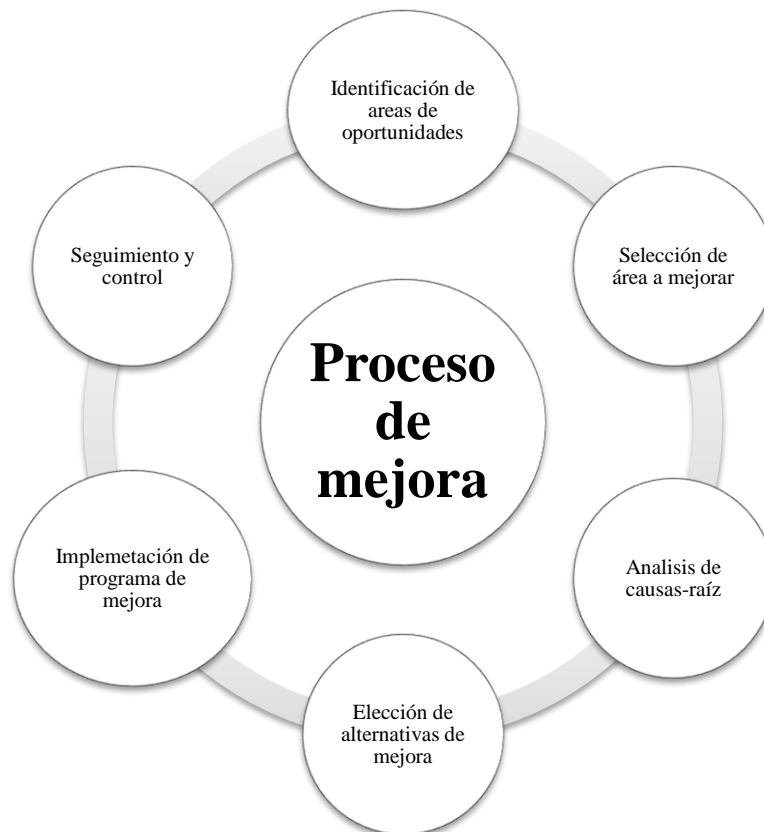 Identificación de
areas de
oportunidades
Selección de
área a mejorar
Analisis de
causas-raíz
Elección de
alternativas de
mejora
Implemetación de
programa de
mejora
Seguimiento y
control
Proceso
de
mejora